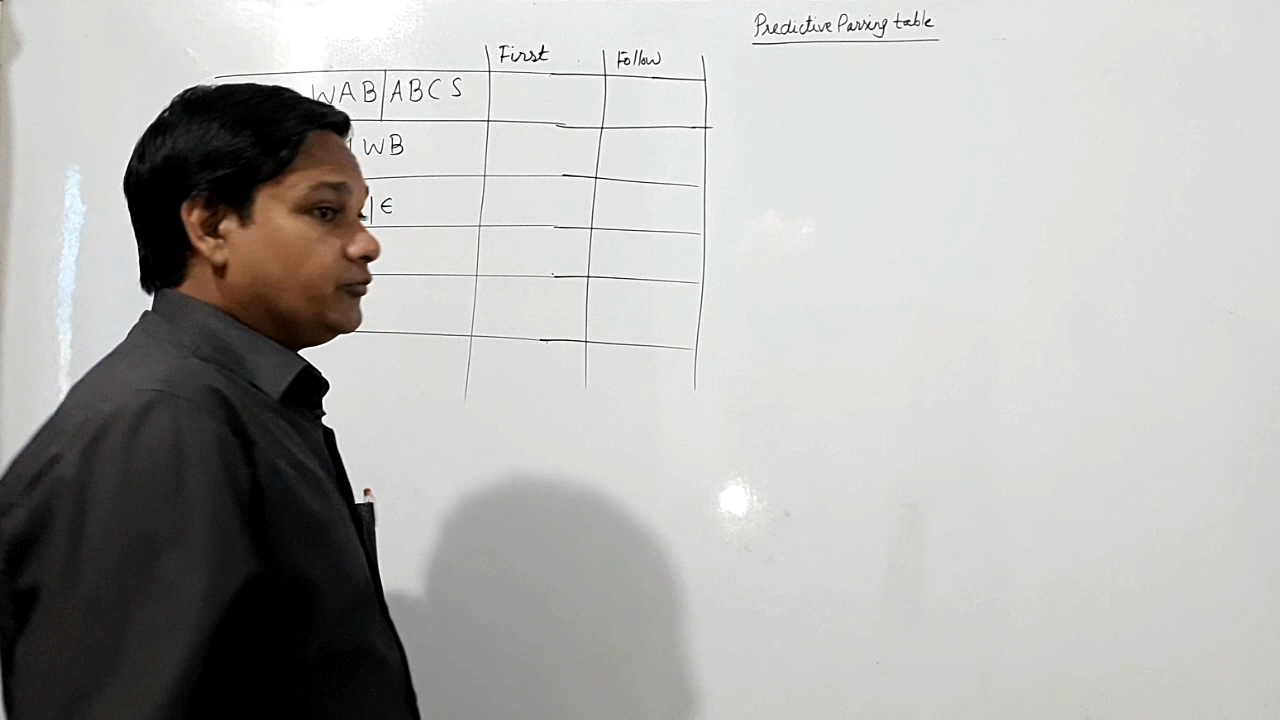 Predictive Parsing table
First Follow
WAB|ABCS
WB
|ϵ